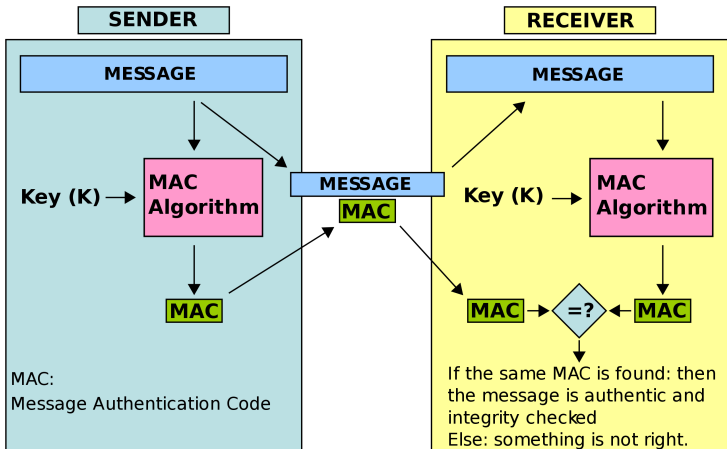 SENDER
RECEIVER
MESSAGE
MESSAGE
Key (K)
MAC
Algorithm
MESSAGE
MAC
Key (K)
MAC
Algorithm
MAC
MAC
=?
MAC
MAC:
Message Authentication Code
If the same MAC is found: then
the message is authentic and
integrity checked
Else: something is not right.